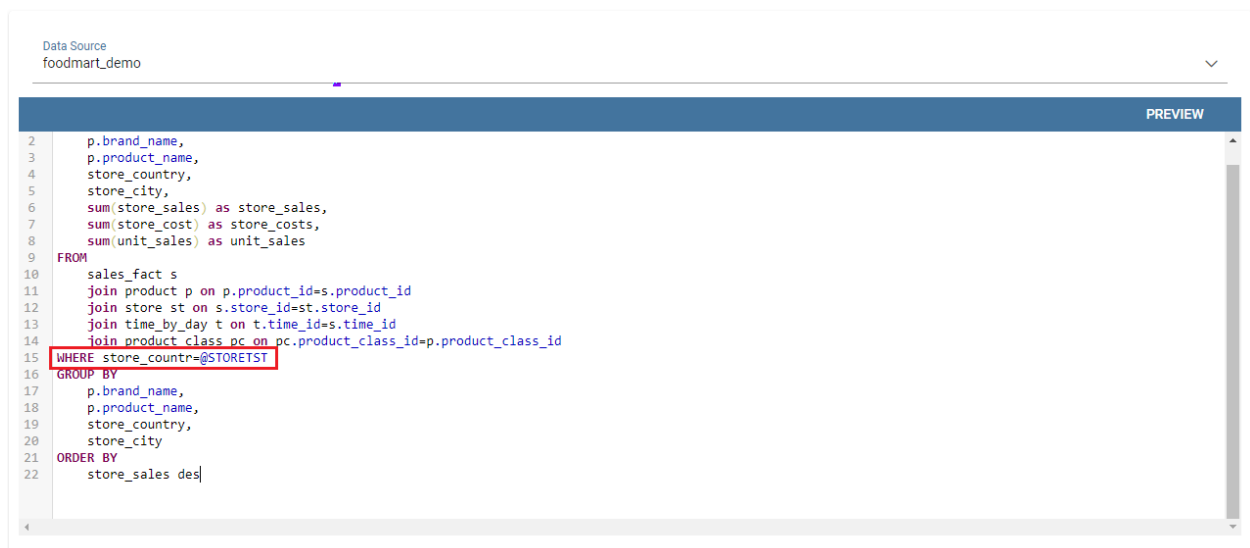 Data Source
foodmart_demo
PREVIEW
2 p.brand_name,
3 p.product_name,
4 store_country,
5 store_city,
6 sum(store_sales) as store_sales,
7 sum(store_cost) as store_costs,
8 sum(unit_sales) as unit_sales
9 FROM
10 sales_fact s
11 join product p on p.product_id=s.product_id
12 join store st on s.store_id=st.store_id
13 join time_by_day t on t.time_id=s.time_id
14 join product_class pc on pc.product_class_id=p.product_class_id
15 WHERE store_countr=@STORETST
16 GROUP BY
17 p.brand_name,
18 p.product_name,
19 store_country,
20 store_city
21 ORDER BY
22 store_sales des